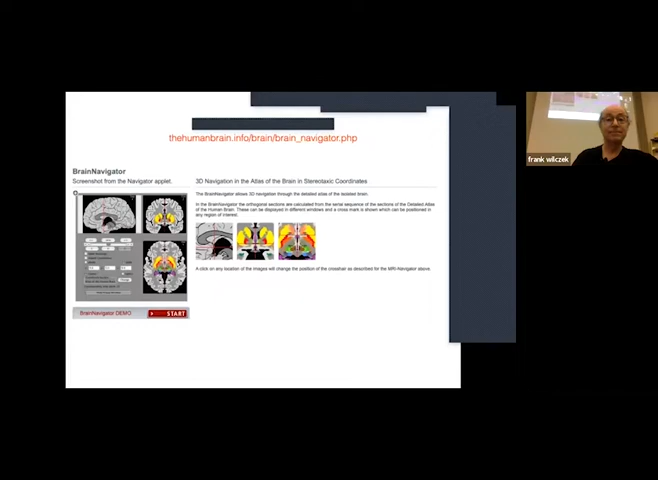 thehumanbrain.info/brain/brain_navigator.php
frank wilczek
BrainNavigator
Screenshot from the Navigator applet.
3D Navigation in the Atlas of the Brain in Stereotaxic Coordinates
The BrainNavigator allows 3D navigation through the detailed atlas of the isolated brain.
In the BrainNavigator the orthogonal sections are calculated from the serial sequence of the sections of the Detailed Atlas
of the Human Brain. These can be displayed in different windows and a cross mark is shown which can be positioned in
any region of interest.
A click on any location of the images will change the position of the crosshair as described for the MRI-Navigator above.
BrainNavigator DEMO
START